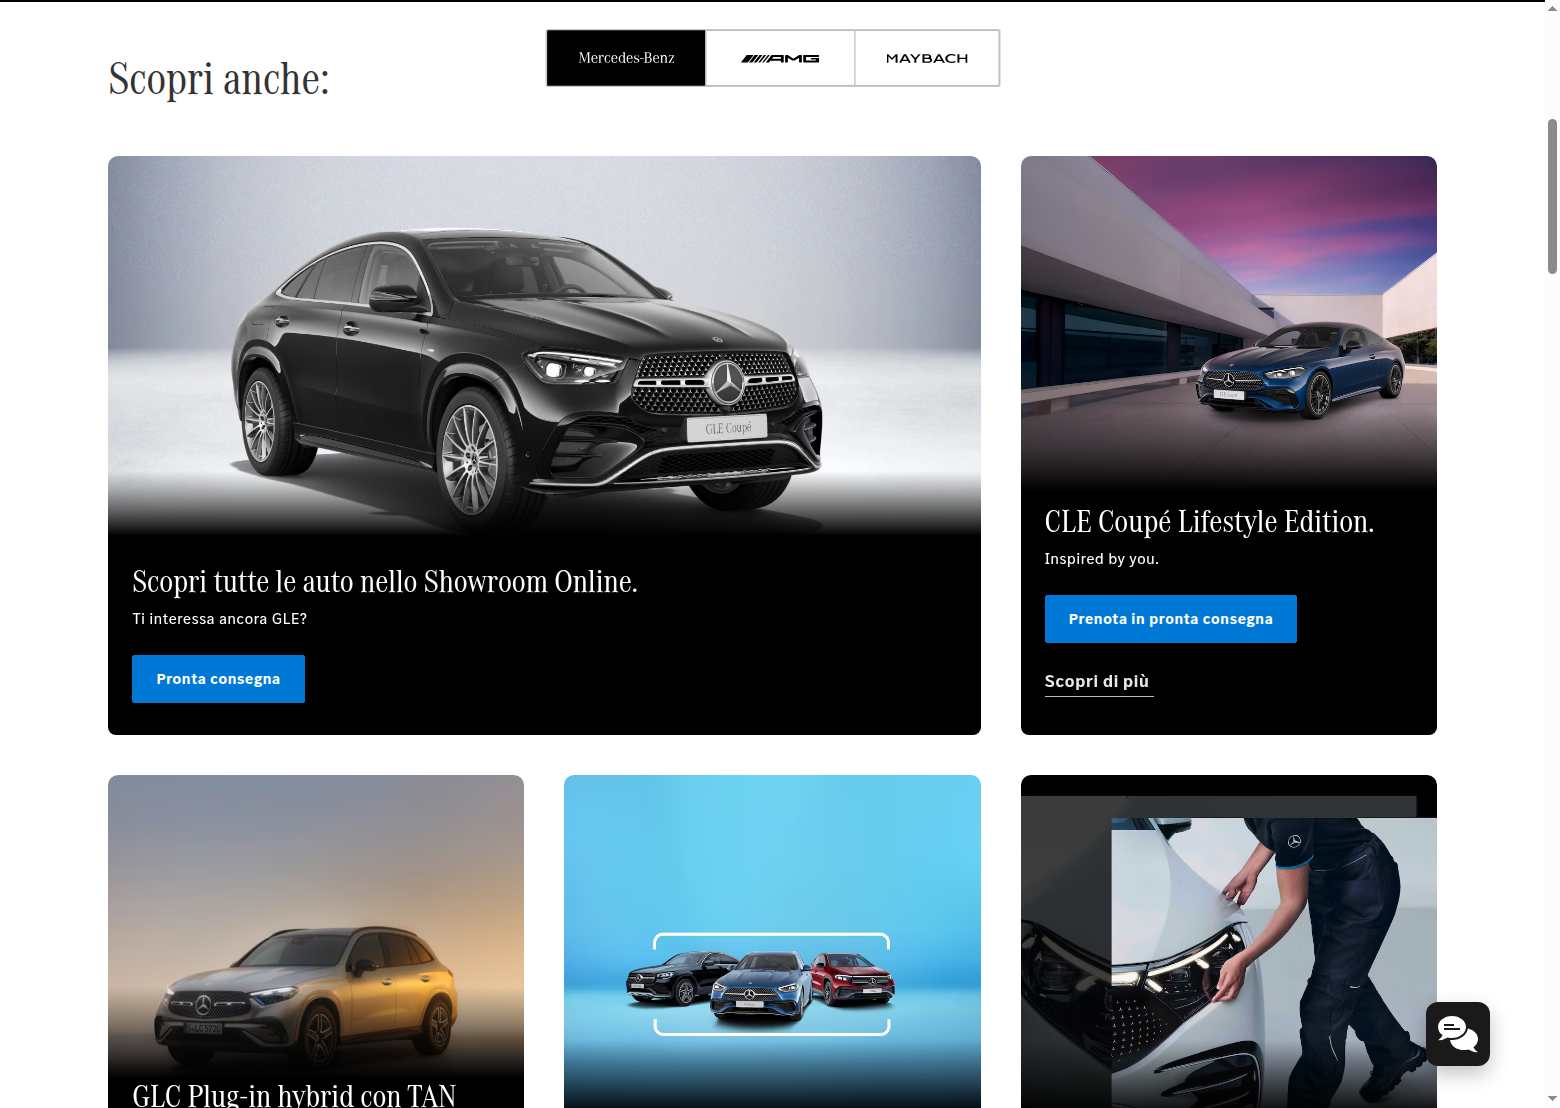 Scopri anche:
Mercedes-Benz
AMG
MAYBACH
GLE Coupé
Scopri tutte le auto nello Showroom Online.
Ti interessa ancora GLE?
Pronta consegna
CLE Coupé Lifestyle Edition.
Inspired by you.
Prenota in pronta consegna
Scopri di più
GLC Plug-in hybrid con TAN